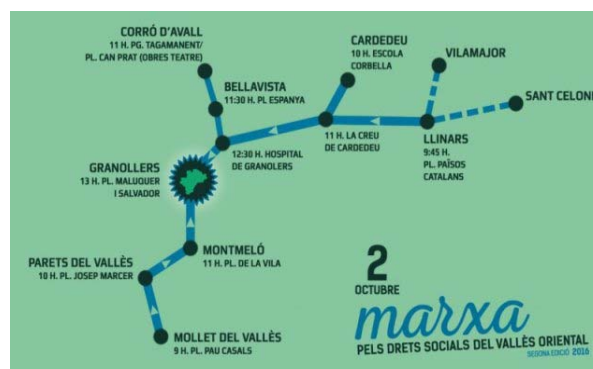 CORRÓ D'AVALL
11 H. PG. TAGAMANENT/
PL. CAN PRAT (OBRES TEATRE)
BELLAVISTA
11:30 H. PL ESPANYA
CARDEDEU
10 H. ESCOLA
CORBELLA
VILAMAJOR
SANT CELONI
LLINARS
9:45 H.
PL. PAÏSOS
CATALANS
11 H. LA CREU
DE CARDEDEU
12:30 H. HOSPITAL
DE GRANOLERS
GRANOLLERS
13 H. PL. MALUQUER
I SALVADOR
MONTMELÓ
11 H. PL. DE LA VILA
PARETS DEL VALLÈS
10 H. PL. JOSEP MARCER
MOLLET DEL VALLÈS
9 H. PL. PAU CASALS
2
OCTUBRE
marxa
PELS DRETS SOCIALS DEL VALLÈS ORIENTAL
SEGONA EDICIÓ 2016